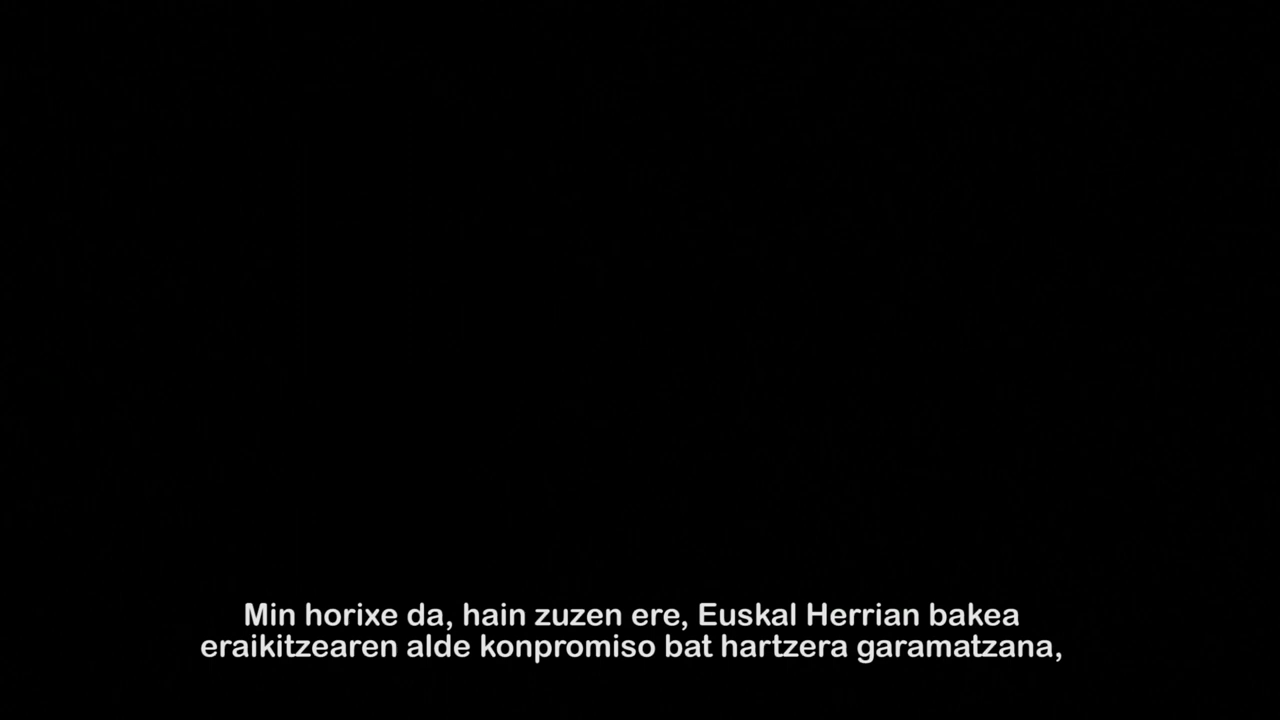 Min horixe da, hain zuzen ere, Euskal Herrian bakea
eraikitzearen alde konpromiso bat hartzera garamatzana,